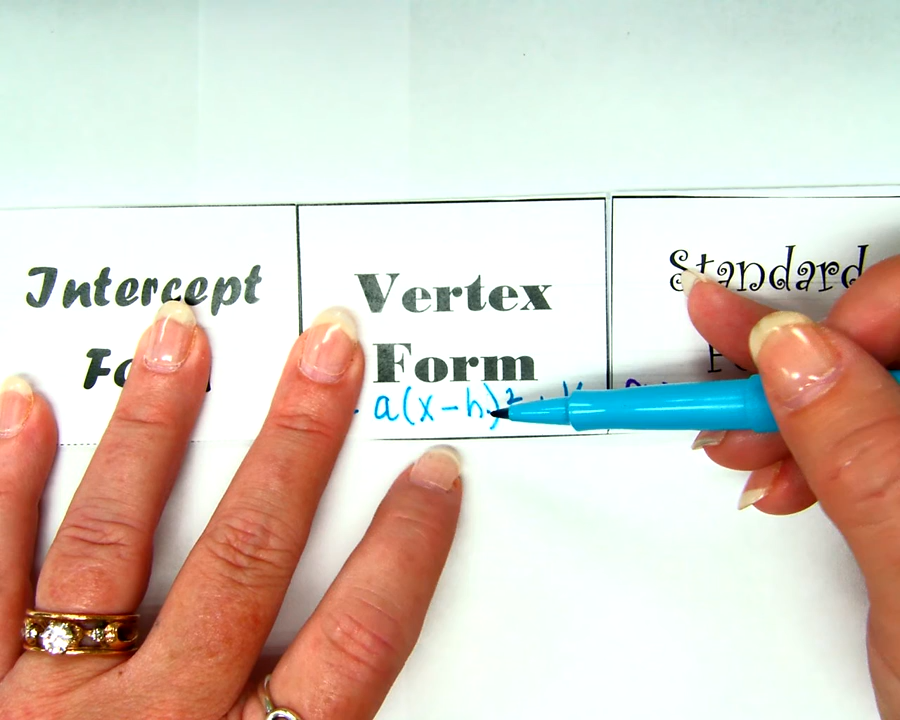 Intercept
Vertex
Form
a(x-h)²
Standard